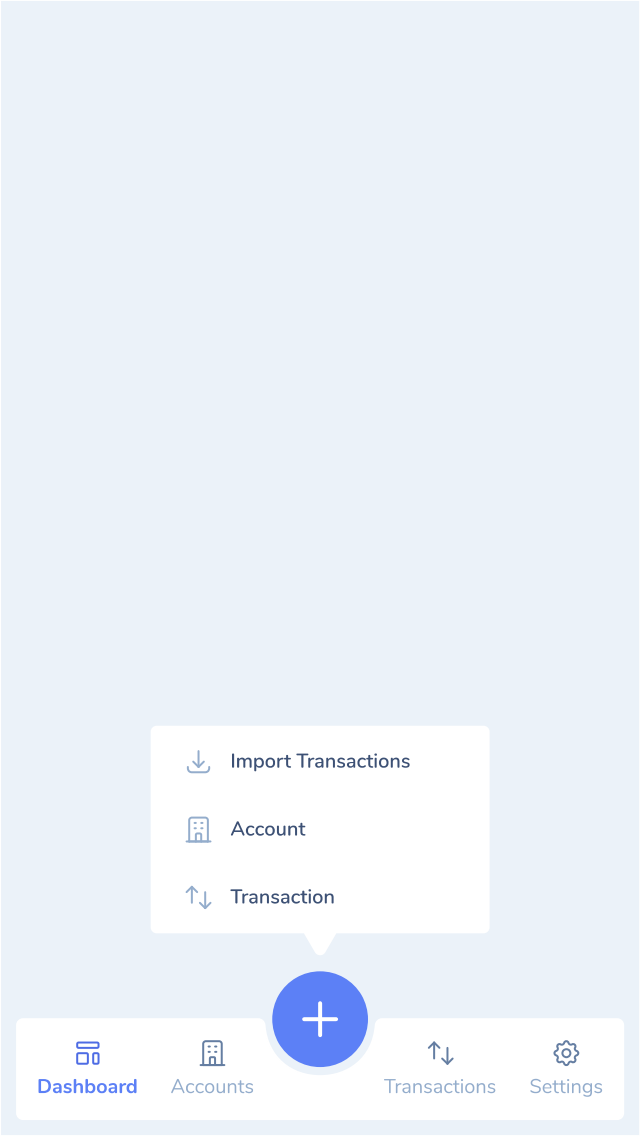 Import Transactions
Account
Transaction
Dashboard
Accounts
Transactions
Settings